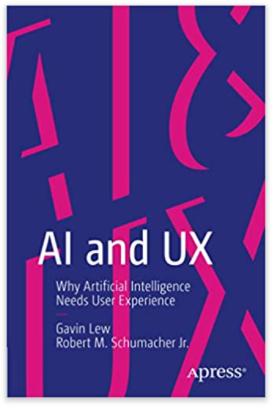 AI and UX
Why Artificial Intelligence
Needs User Experience
Gavin Lew
Robert M. Schumacher Jr.
Apress®